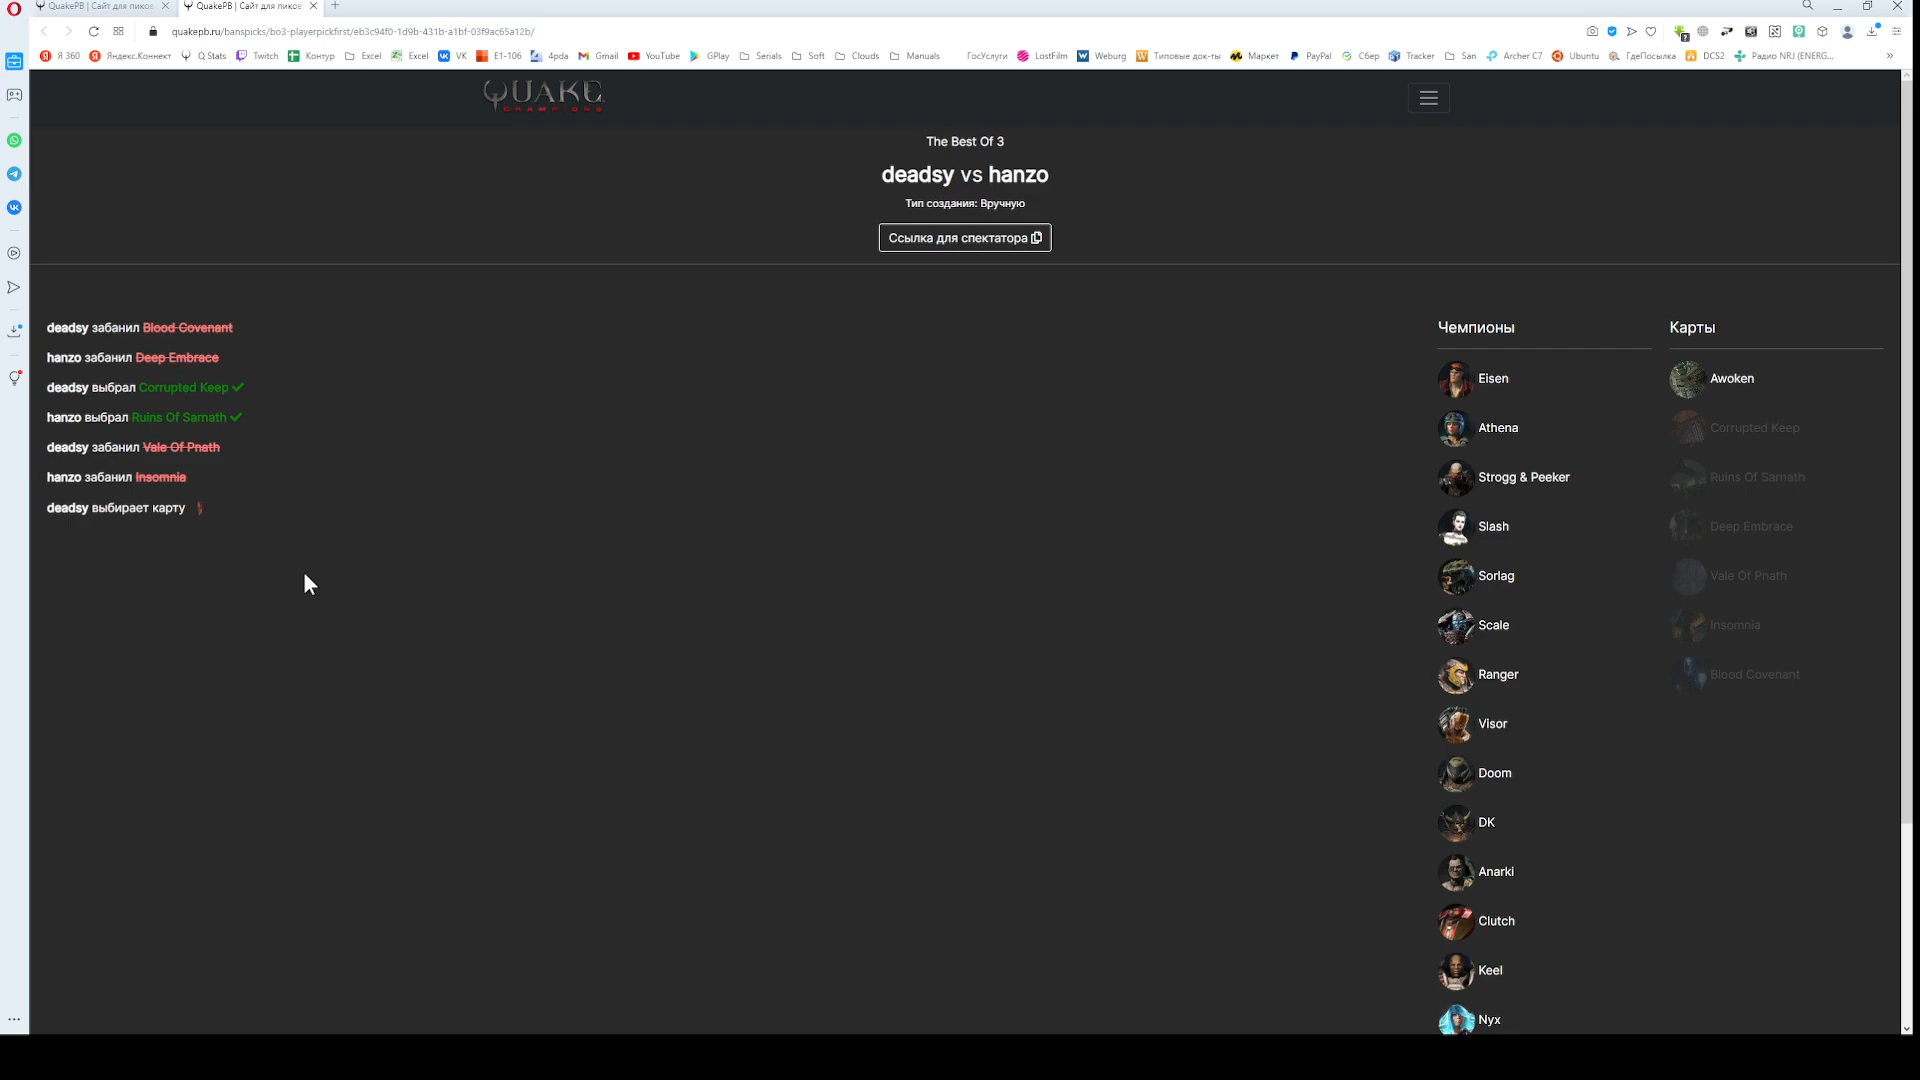 QuakePB | Сайт для пиков
QuakePB | Сайт для пиков
quakepb.ru/banspicks/bo3-playerpickfirst/eb3c94f0-1d9b-431b-a1bf-03f9ac65a12b/
Я 360 Яндекс.Коннект Q Stats Twitch Контур Excel Excel VK E1-106 4pda Gmail YouTube GPlay Serials Soft Clouds Manuals ГосУслуги LostFilm Weburg Типовые док-ты Маркет PayPal Сбер Tracker San Archer C7 Ubuntu ГдеПосылка DCS2 Радио NRJ (ENERG...
QUAKE
CHAMPIONS
The Best Of 3
deadsy vs hanzo
Тип создания: Вручную
Ссылка для спектатора
deadsy забанил Blood Covenant
hanzo забанил Deep Embrace
deadsy выбрал Corrupted Keep
hanzo выбрал Ruins Of Sarnath
deadsy забанил Vale Of Pnath
hanzo забанил Insomnia
deadsy выбирает карту
Чемпионы
Eisen
Athena
Strogg & Peeker
Slash
Sorlag
Scale
Ranger
Visor
Doom
DK
Anarki
Clutch
Keel
Nyx
Карты
Awoken
Corrupted Keep
Ruins Of Sarnath
Deep Embrace
Vale Of Pnath
Insomnia
Blood Covenant